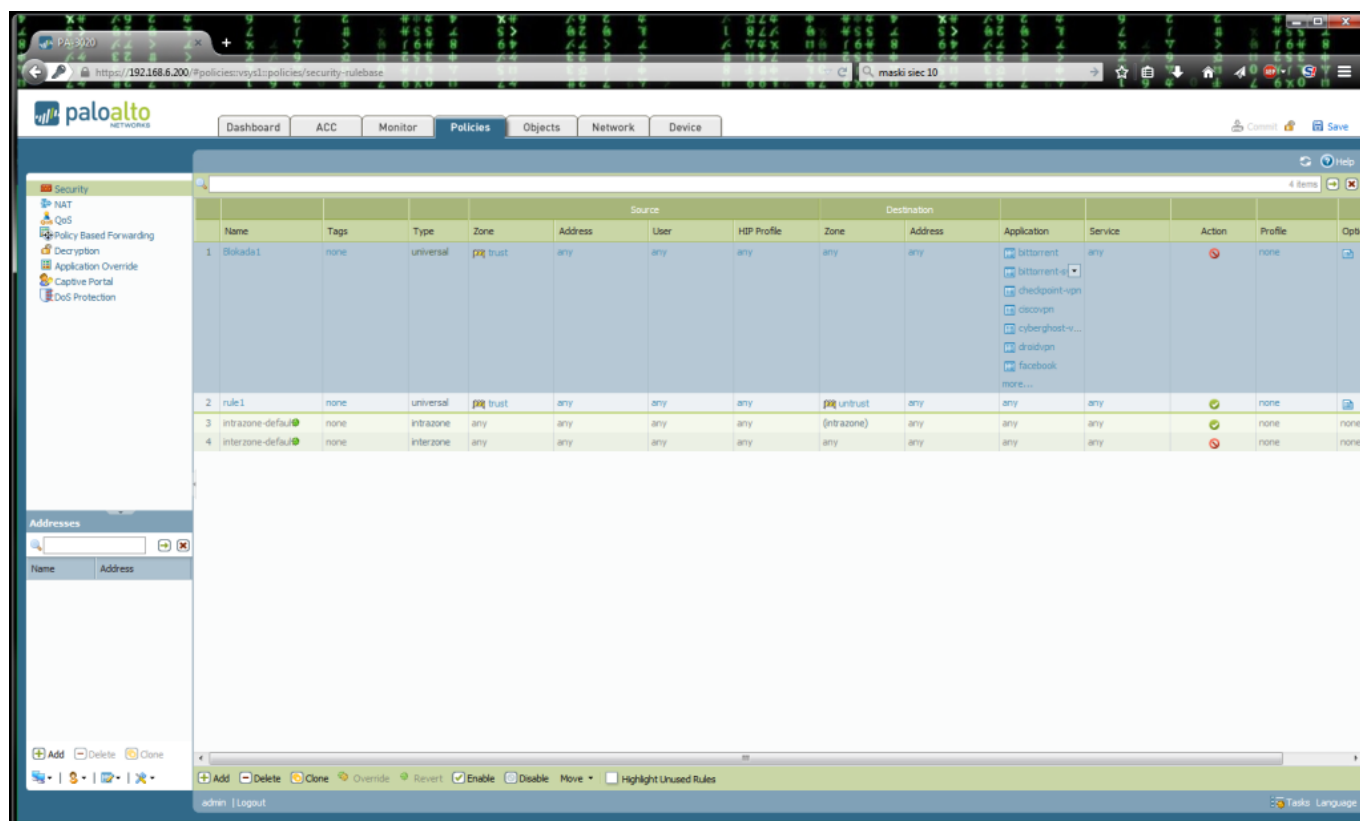 PA-3020
https://192.168.6.200/#policies::vsys1::policies/security-rulebase
maski siec 10
paloalto
NETWORKS
Dashboard ACC Monitor Policies Objects Network Device
Commit Save
Help
4 items
Security
NAT
QoS
Policy Based Forwarding
Decryption
Application Override
Captive Portal
DoS Protection
Source Destination
Name Tags Type Zone Address User HIP Profile Zone Address Application Service Action Profile Opti
1 Blokada1 none universal trust any any any any any bittorrent any none
bittorrent-s
checkpoint-vpn
ciscovpn
cyberghost-v...
droidvpn
facebook
more...
2 rule1 none universal trust any any any untrust any any any none
3 intrazone-defaul none intrazone any any any any (intrazone) any any any none none
4 interzone-defaul none interzone any any any any any any any any none none
Addresses
Name Address
Add Delete Clone
Add Delete Clone Override Revert Enable Disable Move Highlight Unused Rules
admin | Logout
Tasks Language